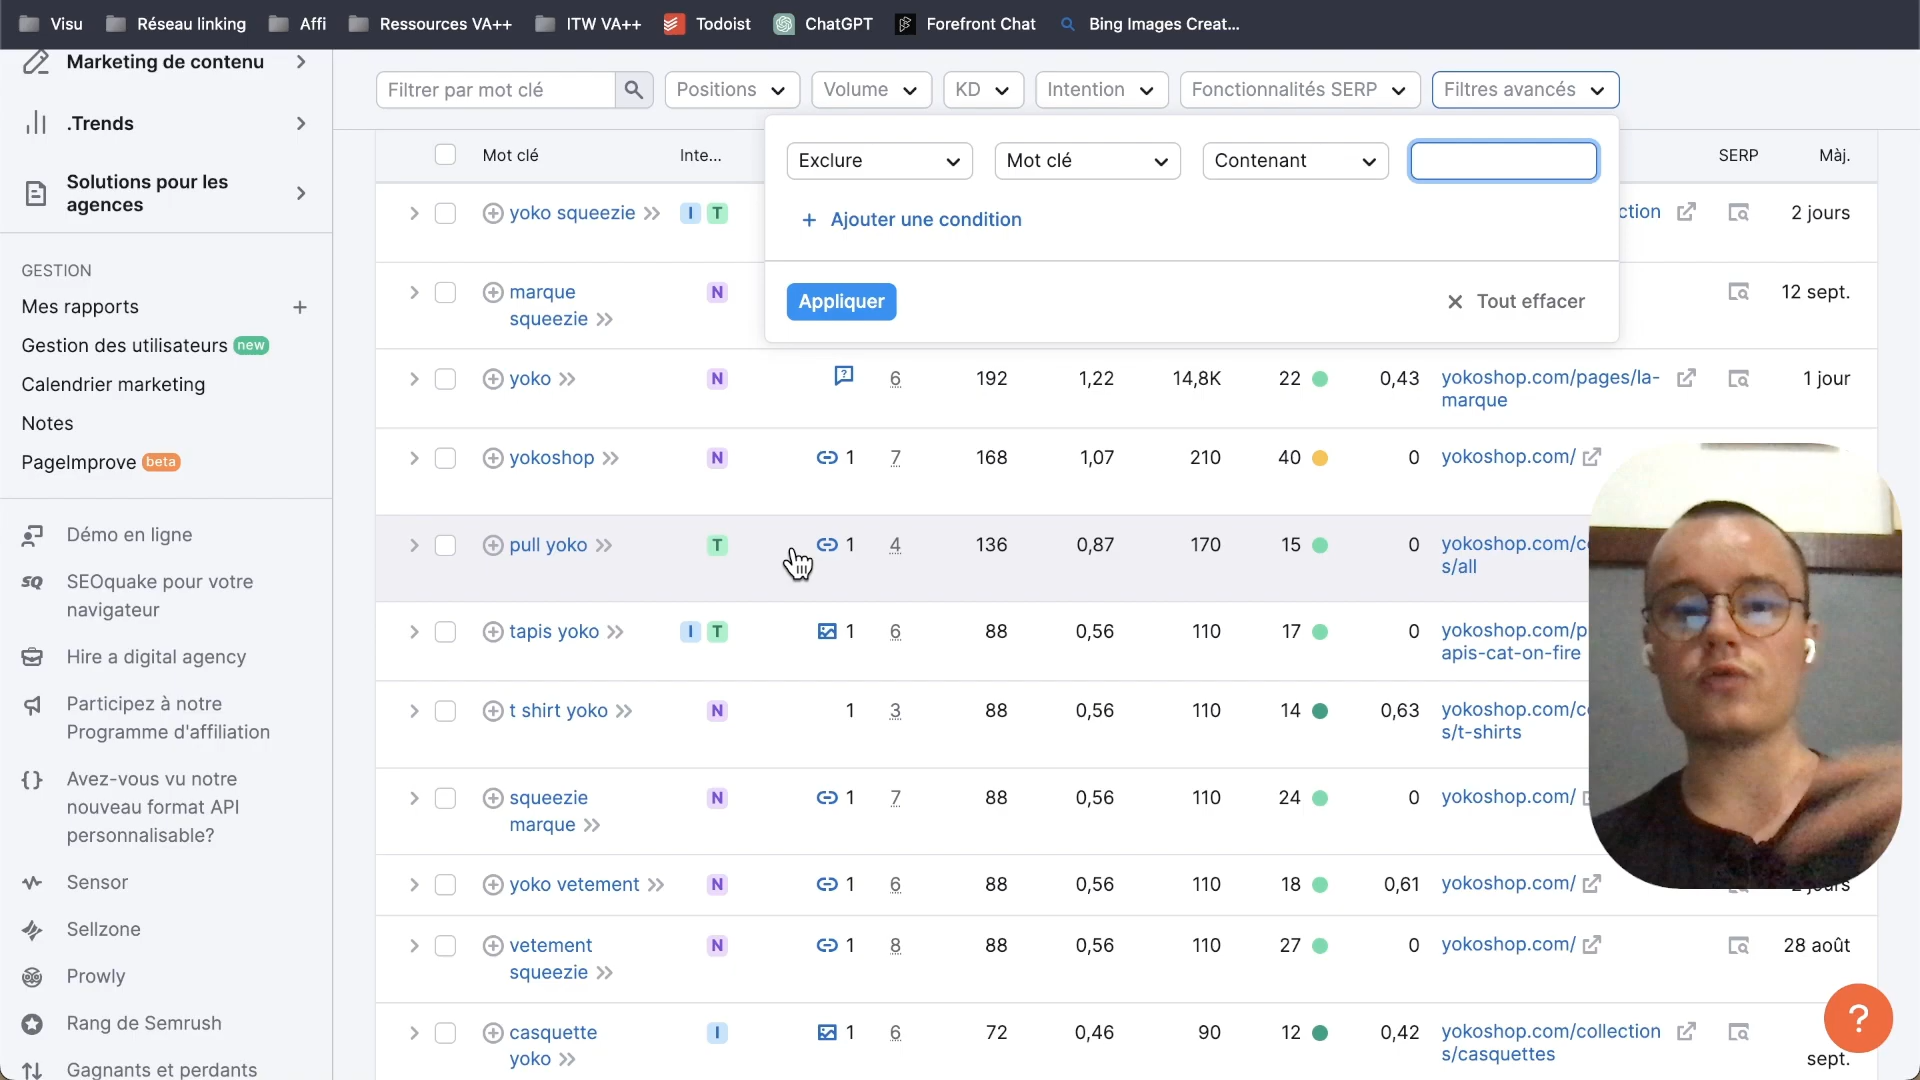 Visu
Réseau linking
Affi
Ressources VA++
ITW VA++
Todoist
ChatGPT
Forefront Chat
Bing Images Creat...
Marketing de contenu
.Trends
Solutions pour les
agences
GESTION
Mes rapports
Gestion des utilisateurs new
Calendrier marketing
Notes
PageImprove beta
Démo en ligne
SEOquake pour votre
navigateur
Hire a digital agency
Participez à notre
Programme d'affiliation
Avez-vous vu notre
nouveau format API
personnalisable?
Sensor
Sellzone
Prowly
Rang de Semrush
Gagnants et perdants
Filtrer par mot clé
Positions
Volume
KD
Intention
Fonctionnalités SERP
Filtres avancés
Exclure
Mot clé
Contenant
+ Ajouter une condition
Appliquer
Tout effacer
Mot clé Inte... SERP Màj.
yoko squeezie I T ction 2 jours
marque
squeezie N 12 sept.
yoko N 6 192 1,22 14,8K 22 0,43 yokoshop.com/pages/la-
marque 1 jour
yokoshop N 1 7 168 1,07 210 40 0 yokoshop.com/
pull yoko T 1 4 136 0,87 170 15 0 yokoshop.com/c
s/all
tapis yoko I T 1 6 88 0,56 110 17 0 yokoshop.com/p
apis-cat-on-fire
t shirt yoko N 1 3 88 0,56 110 14 0,63 yokoshop.com/c
s/t-shirts
squeezie
marque N 1 7 88 0,56 110 24 0 yokoshop.com/
yoko vetement N 1 6 88 0,56 110 18 0,61 yokoshop.com/ 2 jours
vetement
squeezie N 1 8 88 0,56 110 27 0 yokoshop.com/ 28 août
casquette
yoko I 1 6 72 0,46 90 12 0,42 yokoshop.com/collection
s/casquettes
sept.
?